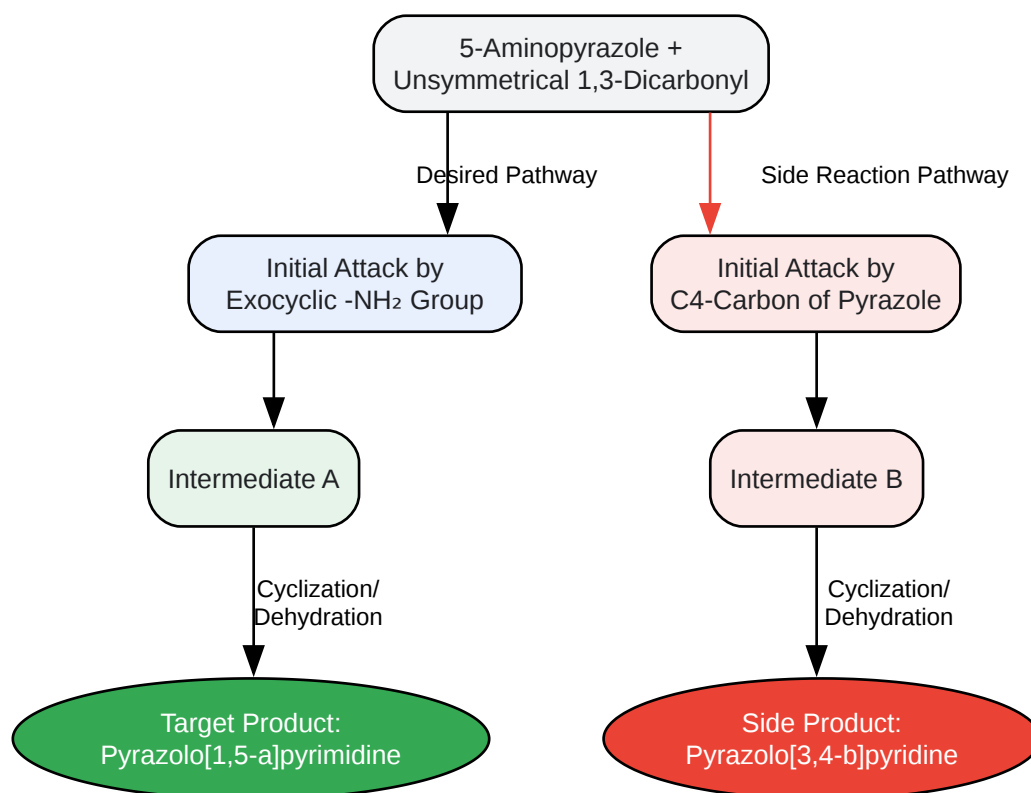 5-Aminopyrazole +
Unsymmetrical 1,3-Dicarbonyl
Desired Pathway
Side Reaction Pathway
Initial Attack by
Exocyclic -NH₂ Group
Initial Attack by
C4-Carbon of Pyrazole
Intermediate A
Intermediate B
Cyclization/
Dehydration
Cyclization/
Dehydration
Target Product:
Pyrazolo[1,5-a]pyrimidine
Side Product:
Pyrazolo[3,4-b]pyridine